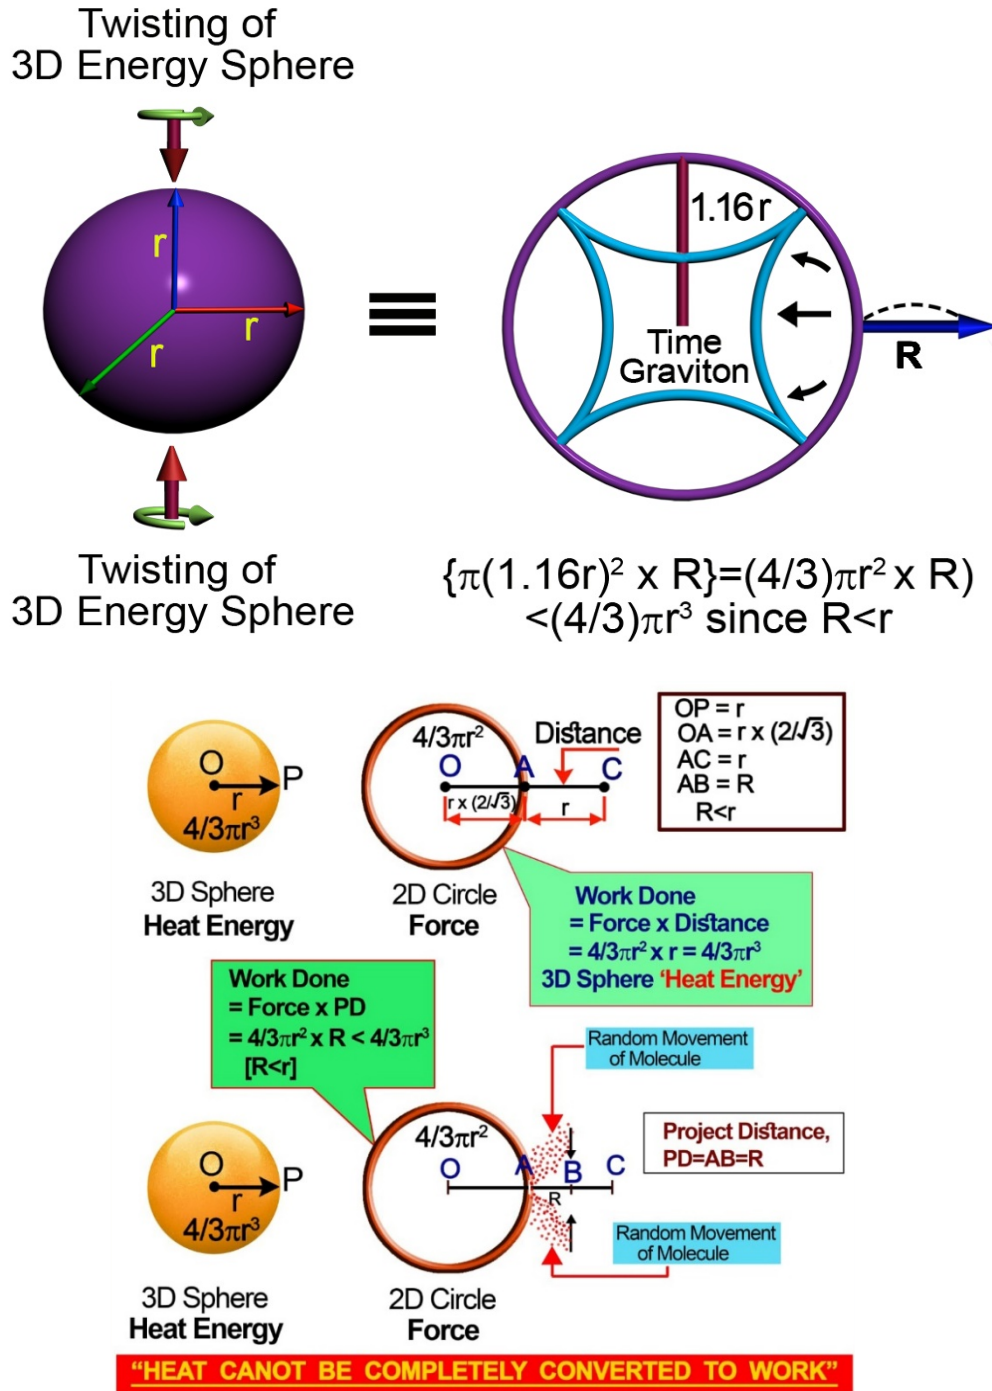 Twisting of
3D Energy Sphere
r
r
r
1.16r
Time
Graviton
R
Twisting of
3D Energy Sphere
{π(1.16r)² x R}=(4/3)πr² x R)
<(4/3)πr³ since R<r
O
P
r
4/3πr³
3D Sphere
Heat Energy
4/3πr²
O
A
C
Distance
r x (2/√3)
r
2D Circle
Force
OP = r
OA = r x (2/√3)
AC = r
AB = R
R<r
Work Done
= Force x Distance
= 4/3πr² x r = 4/3πr³
3D Sphere 'Heat Energy'
Work Done
= Force x PD
= 4/3πr² x R < 4/3πr³
[R<r]
Random Movement
of Molecule
O
P
r
4/3πr³
3D Sphere
Heat Energy
4/3πr²
O
A
B
C
R
2D Circle
Force
Project Distance,
PD=AB=R
Random Movement
of Molecule
“HEAT CANOT BE COMPLETELY CONVERTED TO WORK”